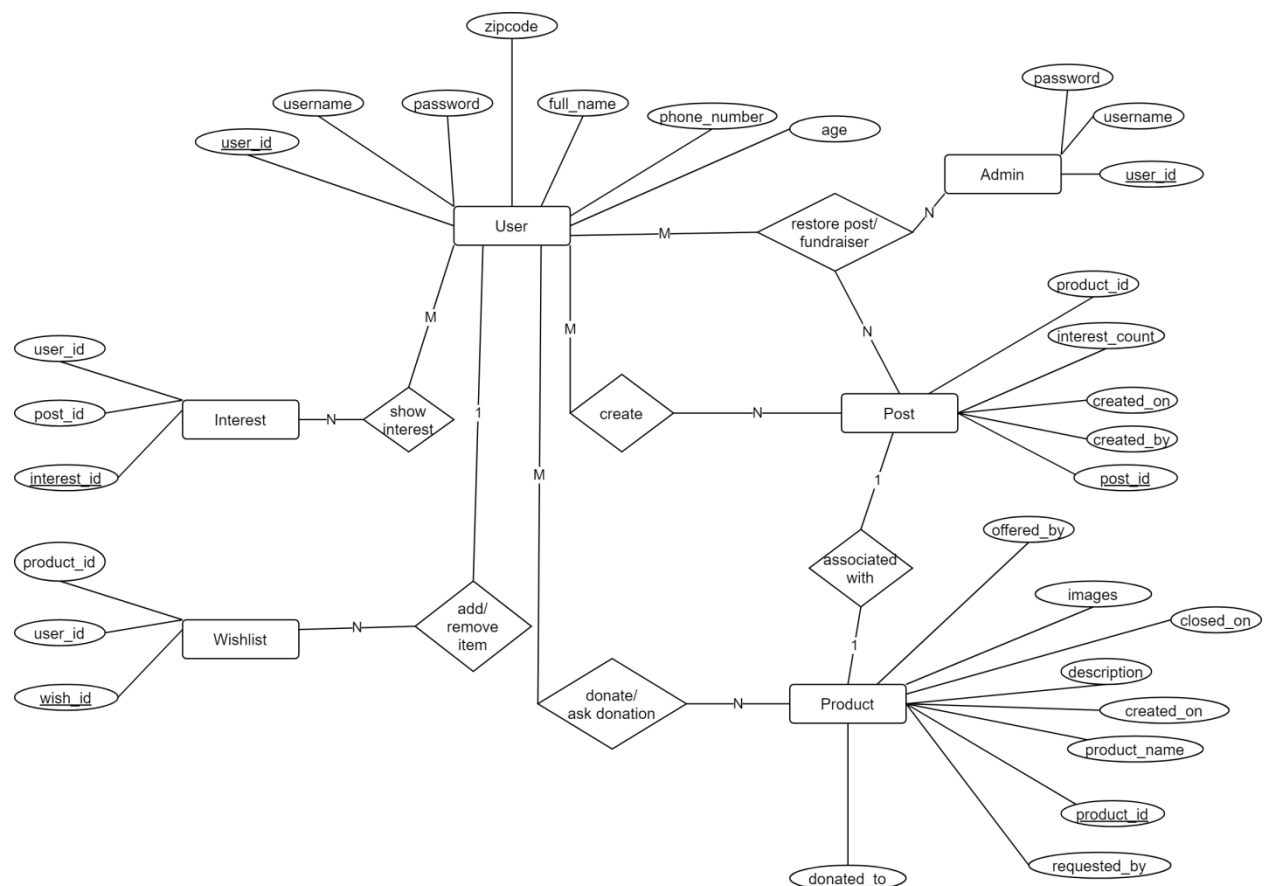 zipcode
username
password
full_name
phone_number
age
user_id
User
password
username
user_id
Admin
restore post/
fundraiser
M
N
N
M
M
1
M
user_id
post_id
interest_id
Interest
N
show
interest
create
N
Post
product_id
interest_count
created_on
created_by
post_id
1
associated
with
1
product_id
user_id
wish_id
Wishlist
N
add/
remove
item
donate/
ask donation
N
Product
offered_by
images
closed_on
description
created_on
product_name
product_id
requested_by
donated_to